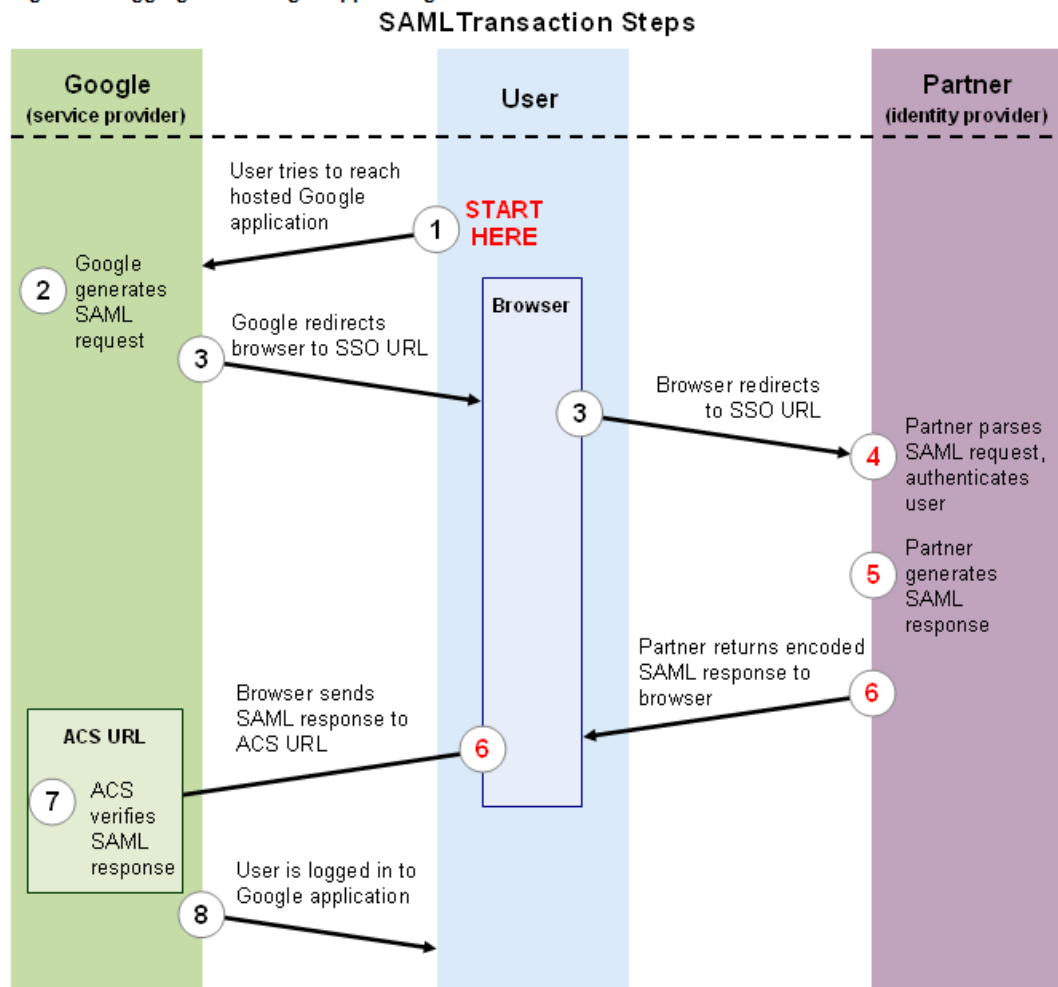 SAML Transaction Steps
Google
(service provider)
User
Partner
(identity provider)
User tries to reach
hosted Google
application
1
START
HERE
2
Google
generates
SAML
request
Browser
3
Google redirects
browser to SSO URL
3
Browser redirects
to SSO URL
4
Partner parses
SAML request,
authenticates
user
5
Partner
generates
SAML
response
Partner returns encoded
SAML response to
browser
6
Browser sends
SAML response to
ACS URL
6
ACS URL
7
ACS
verifies
SAML
response
User is logged in to
Google application
8